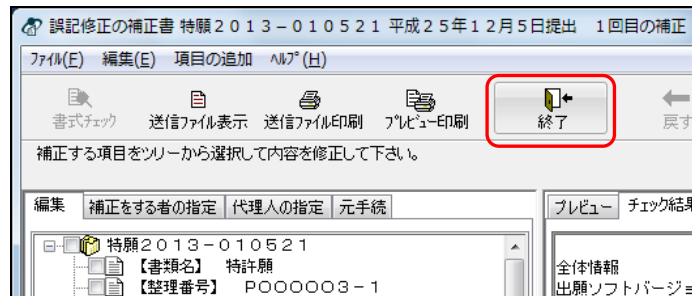 誤記修正の補正書 特願２０１３－０１０５２１ 平成２５年１２月５日提出 １回目の補正
ﾌｧｲﾙ(F) 編集(E) 項目の追加 ﾍﾙﾌﾟ(H)
書式ﾁｪｯｸ 送信ﾌｧｲﾙ表示 送信ﾌｧｲﾙ印刷 ﾌﾟﾚﾋﾞｭｰ印刷 終了 戻す
補正する項目をツリーから選択して内容を修正して下さい。
編集 補正をする者の指定 代理人の指定 元手続 プレビュー チェック結果
特願２０１３－０１０５２１
【書類名】 特許願
【整理番号】 Ｐ００００００３－１
全体情報
出願ソフトバージョ